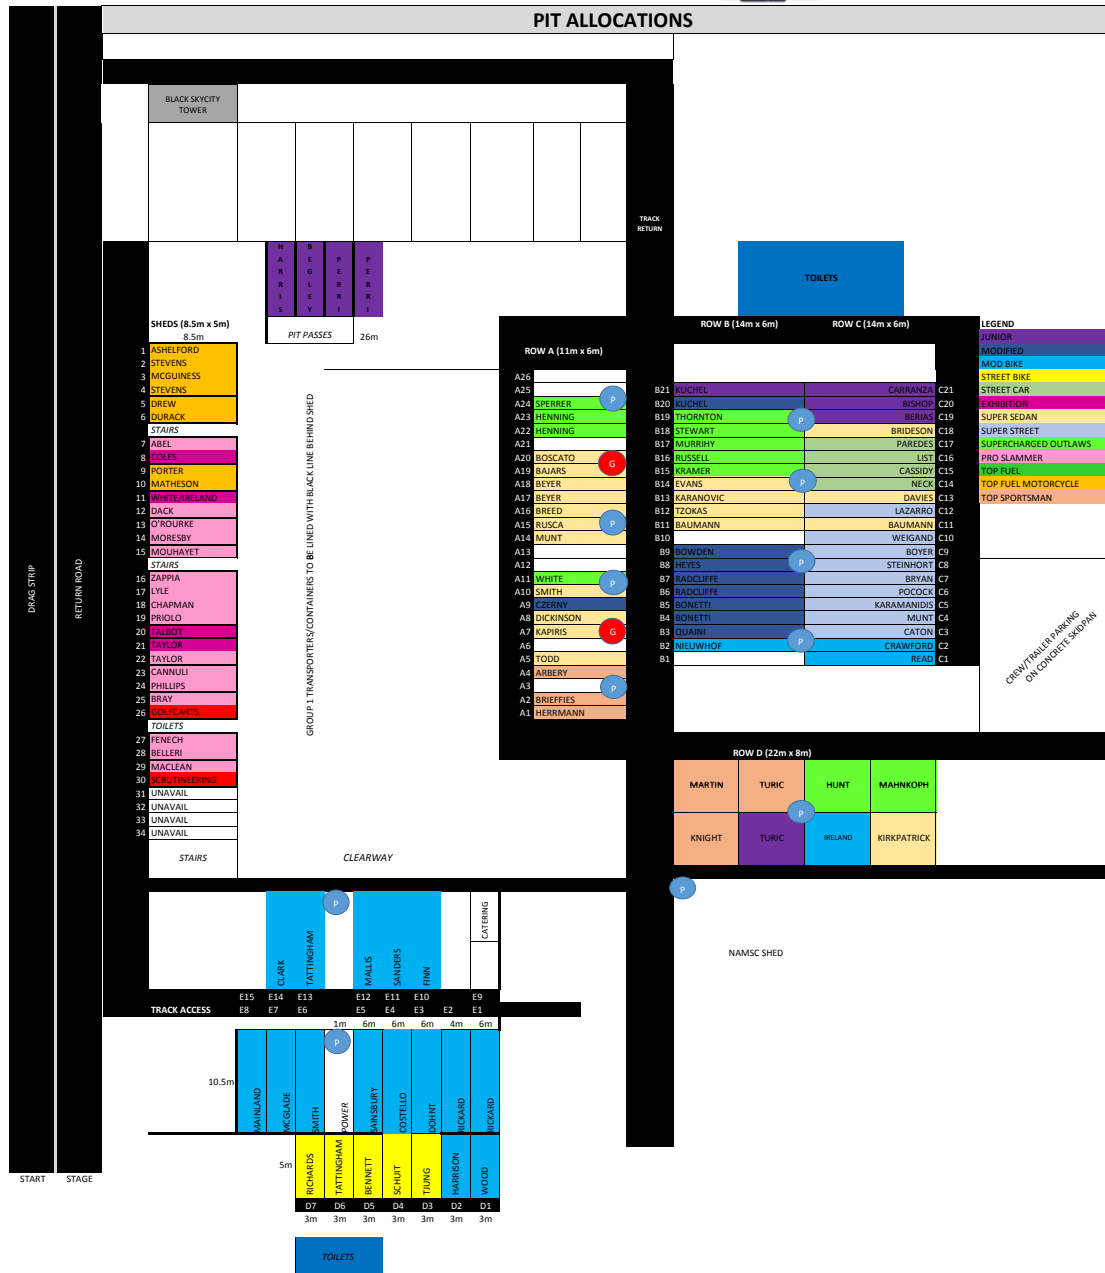 PIT ALLOCATIONS
BLACK SKYCITY
TOWER
TRACK
RETURN
HARRIS
BEGLEY
PERRI
PERRI
TOILETS
SHEDS (8.5m x 5m)
8.5m
PIT PASSES
26m
1 ASHELFORD
2 STEVENS
3 MCGUINESS
4 STEVENS
5 DREW
6 DURACK
STAIRS
7 ABEL
8 COLES
9 PORTER
10 MATHESON
11 WHITE/IRELAND
12 DACK
13 O'ROURKE
14 MORESBY
15 MOUHAYET
STAIRS
16 ZAPPIA
17 LYLE
18 CHAPMAN
19 PRIOLO
20 TALBOT
21 TAYLOR
22 TAYLOR
23 CANNULI
24 PHILLIPS
25 BRAY
26 GOLFCARTS
TOILETS
27 FENECH
28 BELLERI
29 MACLEAN
30 SCRUTINEERING
31 UNAVAIL
32 UNAVAIL
33 UNAVAIL
34 UNAVAIL
STAIRS
DRAG STRIP
RETURN ROAD
START
STAGE
GROUP 1 TRANSPORTERS/CONTAINERS TO BE LINED WITH BLACK LINE BEHIND SHED
CLEARWAY
ROW A (11m x 6m)
A26
A25
A24 SPERRER P
A23 HENNING
A22 HENNING
A21
A20 BOSCATO G
A19 BAJARS
A18 BEYER
A17 BEYER
A16 BREED
A15 RUSCA P
A14 MUNT
A13
A12
A11 WHITE P
A10 SMITH
A9 CZERNY
A8 DICKINSON
A7 KAPIRIS G
A6
A5 TODD
A4 ARBERY
A3 P
A2 BRIEFFIES
A1 HERRMANN
ROW B (14m x 6m) ROW C (14m x 6m)
B21 KUCHEL CARRANZA C21
B20 KUCHEL BISHOP C20
B19 THORNTON P BERIAS C19
B18 STEWART BRIDESON C18
B17 MURRIHY PAREDES C17
B16 RUSSELL LIST C16
B15 KRAMER CASSIDY C15
B14 EVANS P NECK C14
B13 KARANOVIC DAVIES C13
B12 TZOKAS LAZARRO C12
B11 BAUMANN BAUMANN C11
B10 WEIGAND C10
B9 BOWDEN BOYER C9
B8 HEYES P STEINHORT C8
B7 RADCLIFFE BRYAN C7
B6 RADCLIFFE POCOCK C6
B5 BONETTI KARAMANIDIS C5
B4 BONETTI MUNT C4
B3 QUAINI CATON C3
B2 NIEUWHOF P CRAWFORD C2
B1 READ C1
LEGEND
JUNIOR
MODIFIED
MOD BIKE
STREET BIKE
STREET CAR
EXHIBITION
SUPER SEDAN
SUPER STREET
SUPERCHARGED OUTLAWS
PRO SLAMMER
TOP FUEL
TOP FUEL MOTORCYCLE
TOP SPORTSMAN
CREW/TRAILER PARKING
ON CONCRETE SKIDPAN
ROW D (22m x 8m)
MARTIN TURIC HUNT MAHNKOPH
P
KNIGHT TURIC IRELAND KIRKPATRICK
P
NAMSC SHED
P
CLARK
TATTINGHAM
MALLIS
SANDERS
FINN
CATERING
E15 E14 E13 E12 E11 E10 E9
TRACK ACCESS E8 E7 E6 E5 E4 E3 E2 E1
1m 6m 6m 6m 4m 6m
P
10.5m
MAINLAND
MCGLADE
SMITH
POWER
SAINSBURY
COSTELLO
DOHNT
RICKARD
RICKARD
5m
RICHARDS
TATTINGHAM
BENNETT
SCHUIT
TJUNG
HARRISON
WOOD
D7 D6 D5 D4 D3 D2 D1
3m 3m 3m 3m 3m 3m 3m
TOILETS